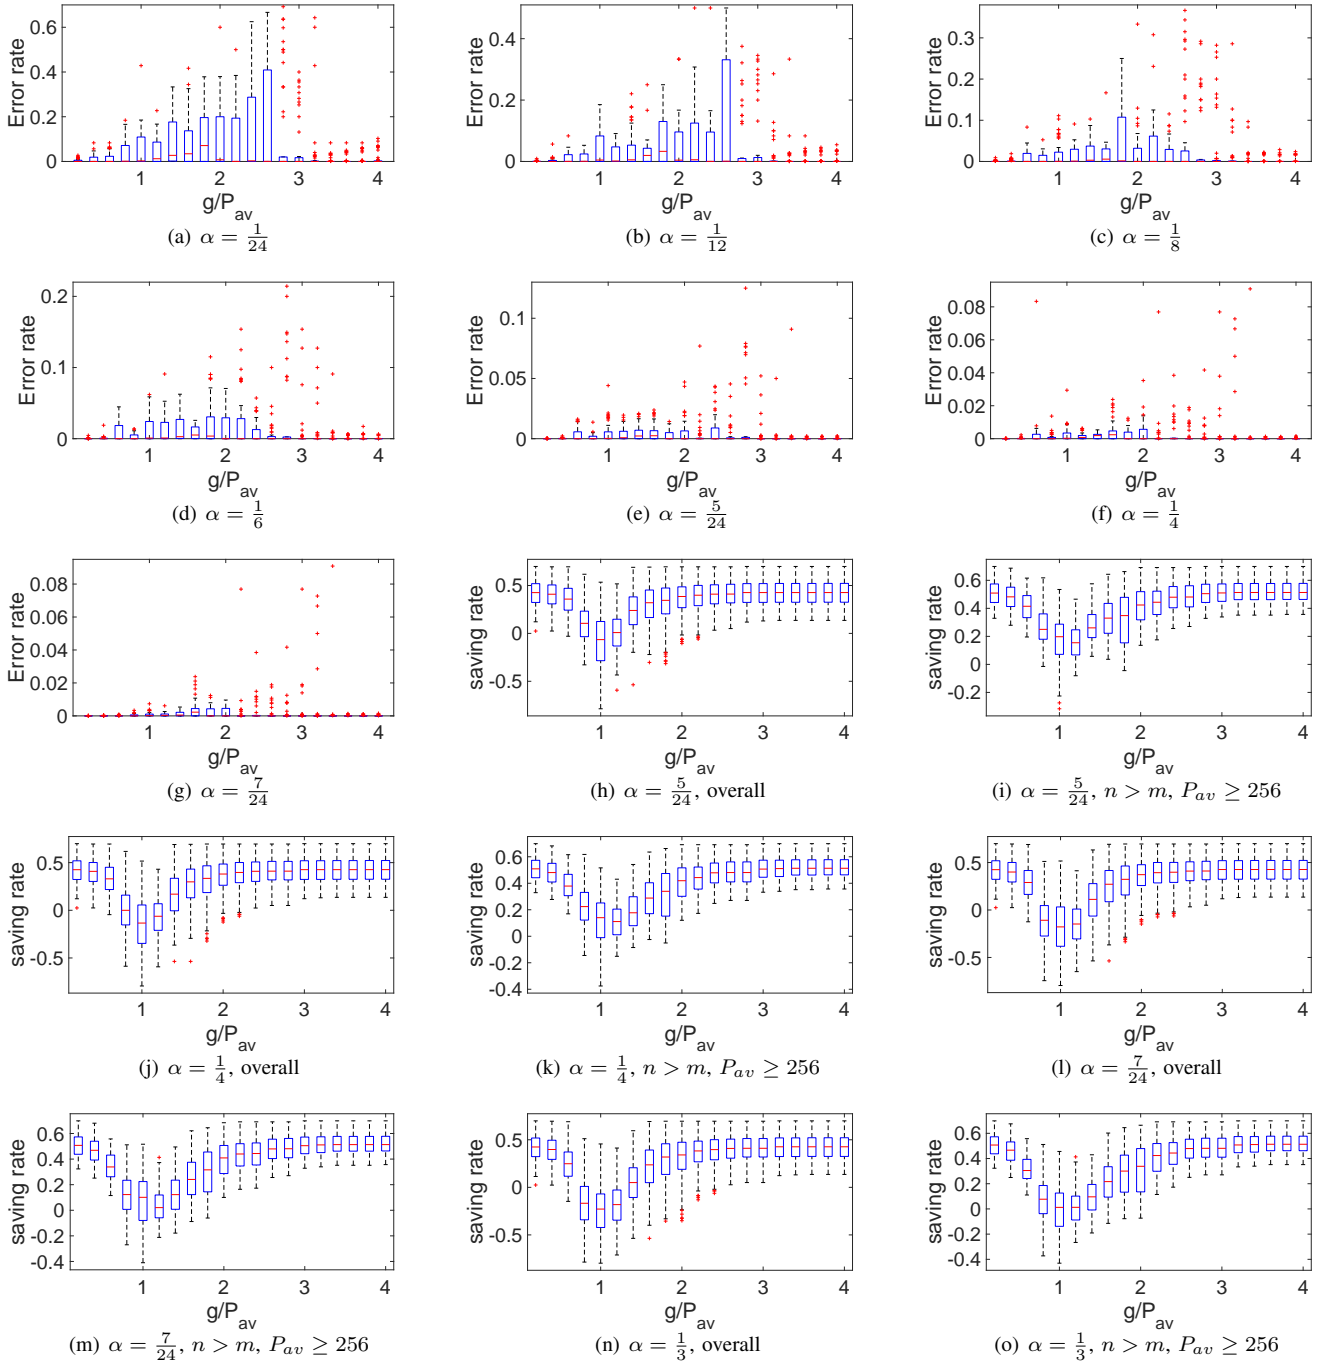 Error rate
0
0.2
0.4
0.6
1 2 3 4
g/P_av
(a) α = 1/24
Error rate
0
0.2
0.4
1 2 3 4
g/P_av
(b) α = 1/12
Error rate
0
0.1
0.2
0.3
1 2 3 4
g/P_av
(c) α = 1/8
Error rate
0
0.1
0.2
1 2 3 4
g/P_av
(d) α = 1/6
Error rate
0
0.05
0.1
1 2 3 4
g/P_av
(e) α = 5/24
Error rate
0
0.02
0.04
0.06
0.08
1 2 3 4
g/P_av
(f) α = 1/4
Error rate
0
0.02
0.04
0.06
0.08
1 2 3 4
g/P_av
(g) α = 7/24
saving rate
-0.5
0
0.5
1 2 3 4
g/P_av
(h) α = 5/24, overall
saving rate
-0.2
0
0.2
0.4
0.6
1 2 3 4
g/P_av
(i) α = 5/24, n > m, P_av ≥ 256
saving rate
-0.5
0
0.5
1 2 3 4
g/P_av
(j) α = 1/4, overall
saving rate
-0.4
-0.2
0
0.2
0.4
0.6
1 2 3 4
g/P_av
(k) α = 1/4, n > m, P_av ≥ 256
saving rate
-0.5
0
0.5
1 2 3 4
g/P_av
(l) α = 7/24, overall
saving rate
-0.4
-0.2
0
0.2
0.4
0.6
1 2 3 4
g/P_av
(m) α = 7/24, n > m, P_av ≥ 256
saving rate
-0.5
0
0.5
1 2 3 4
g/P_av
(n) α = 1/3, overall
saving rate
-0.4
-0.2
0
0.2
0.4
0.6
1 2 3 4
g/P_av
(o) α = 1/3, n > m, P_av ≥ 256